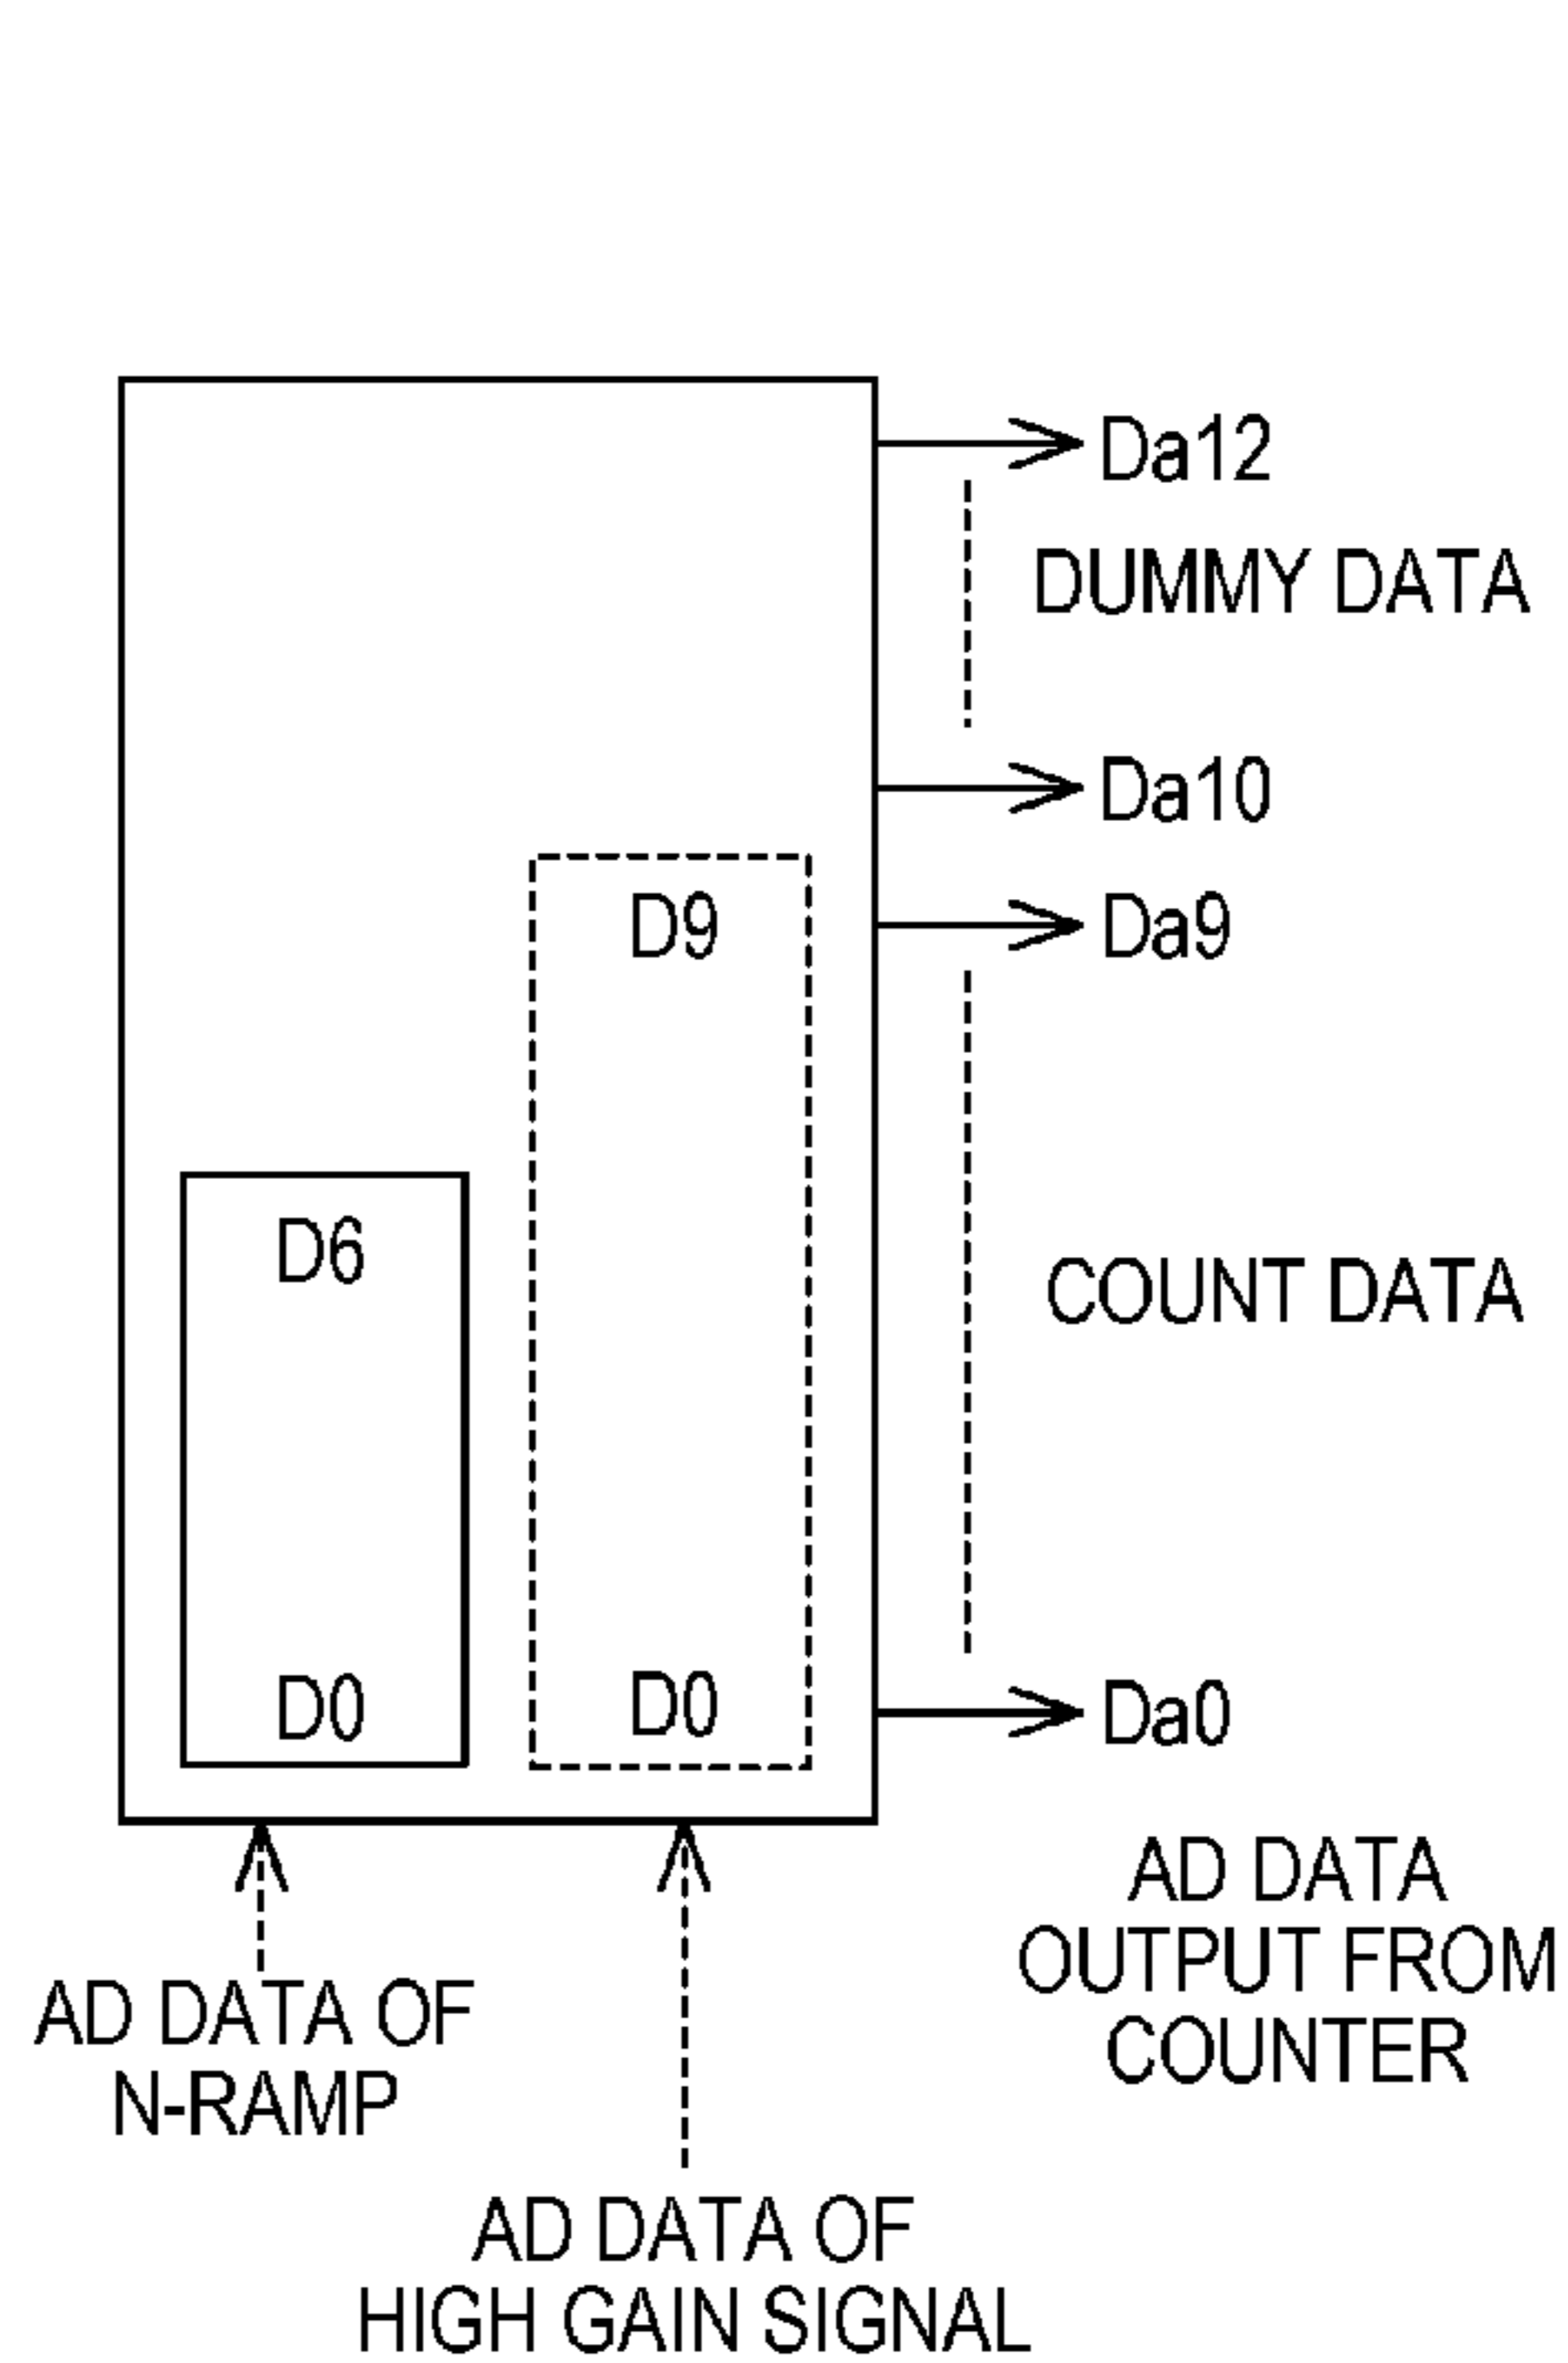 Da12
DUMMY DATA
Da10
D9
Da9
D6
COUNT DATA
D0
D0
Da0
AD DATA
OUTPUT FROM
COUNTER
AD DATA OF
N-RAMP
AD DATA OF
HIGH GAIN SIGNAL